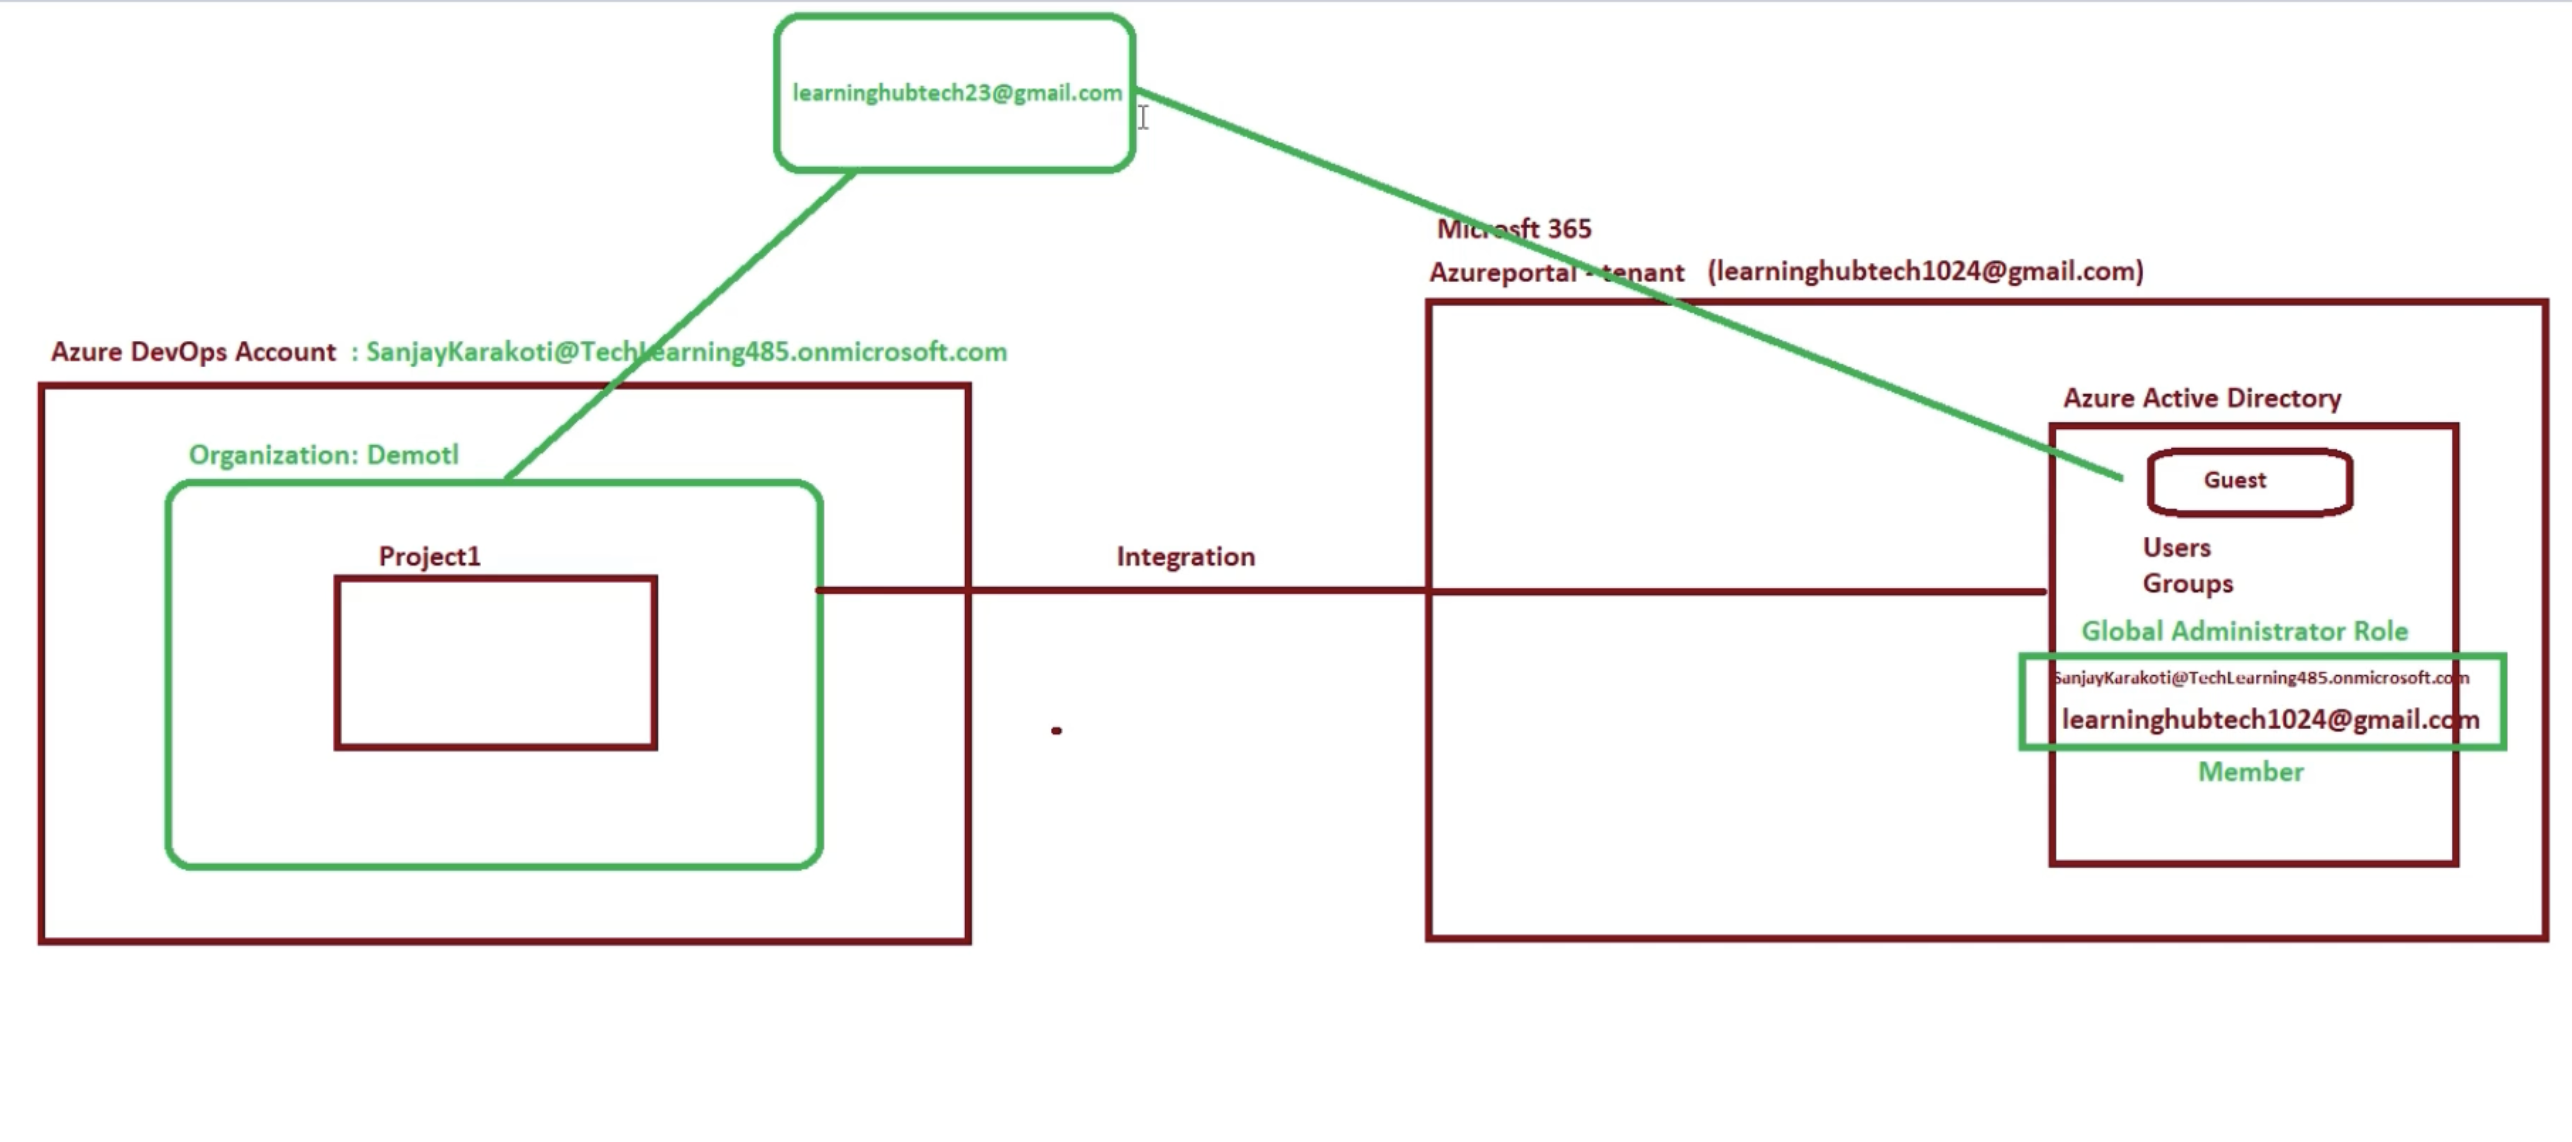 learninghubtech23@gmail.com
Microsft 365
Azureportal - tenant (learninghubtech1024@gmail.com)
Azure DevOps Account : SanjayKarakoti@TechLearning485.onmicrosoft.com
Organization: Demotl
Project1
Integration
Azure Active Directory
Guest
Users
Groups
Global Administrator Role
SanjayKarakoti@TechLearning485.onmicrosoft.com
learninghubtech1024@gmail.com
Member